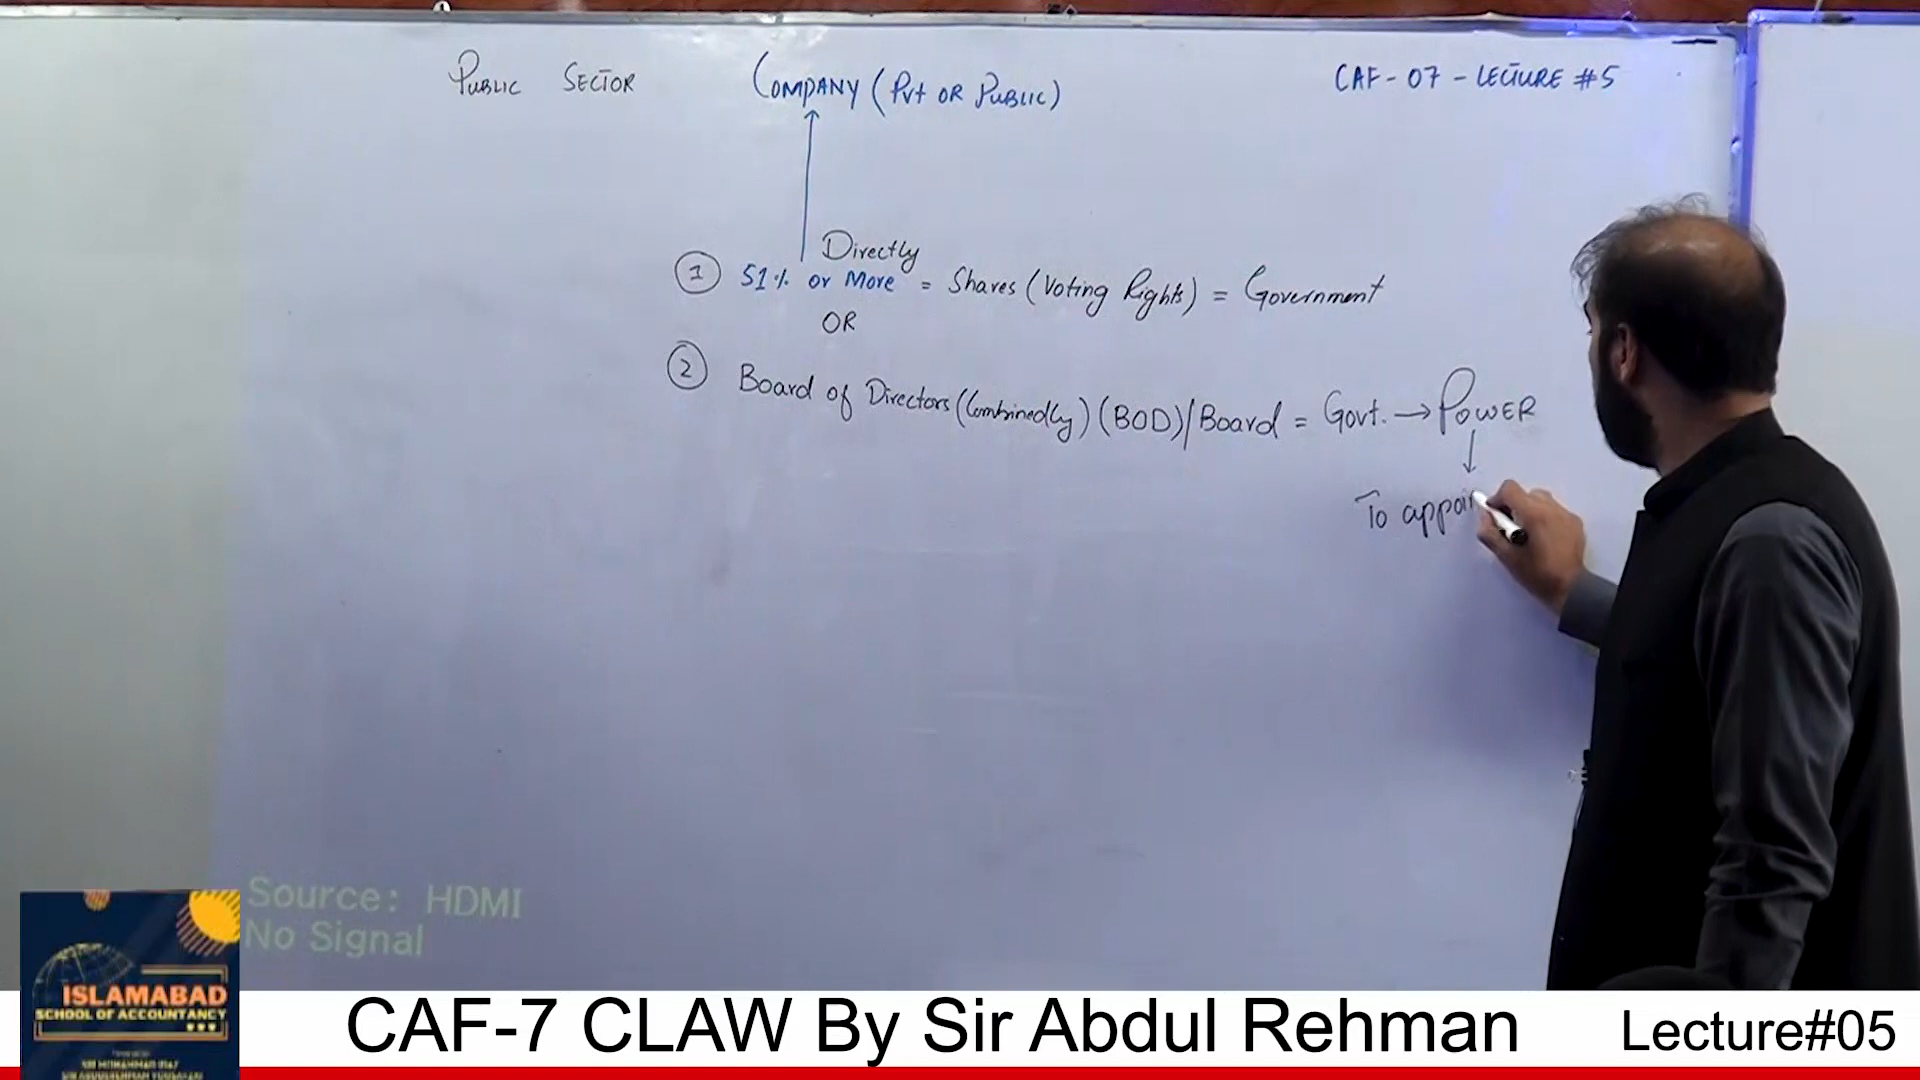 PUBLIC SECTOR COMPANY (Pvt OR PUBLIC)
CAF-07-LECTURE #5
Directly
1 51% or More = Shares (Voting Rights) = Government
OR
2 Board of Directors (Combinedly) (BOD)/Board = Govt. → POWER
To appoin
Source: HDMI
No Signal
ISLAMABAD
SCHOOL OF ACCOUNTANCY
CAF-7 CLAW By Sir Abdul Rehman
Lecture#05